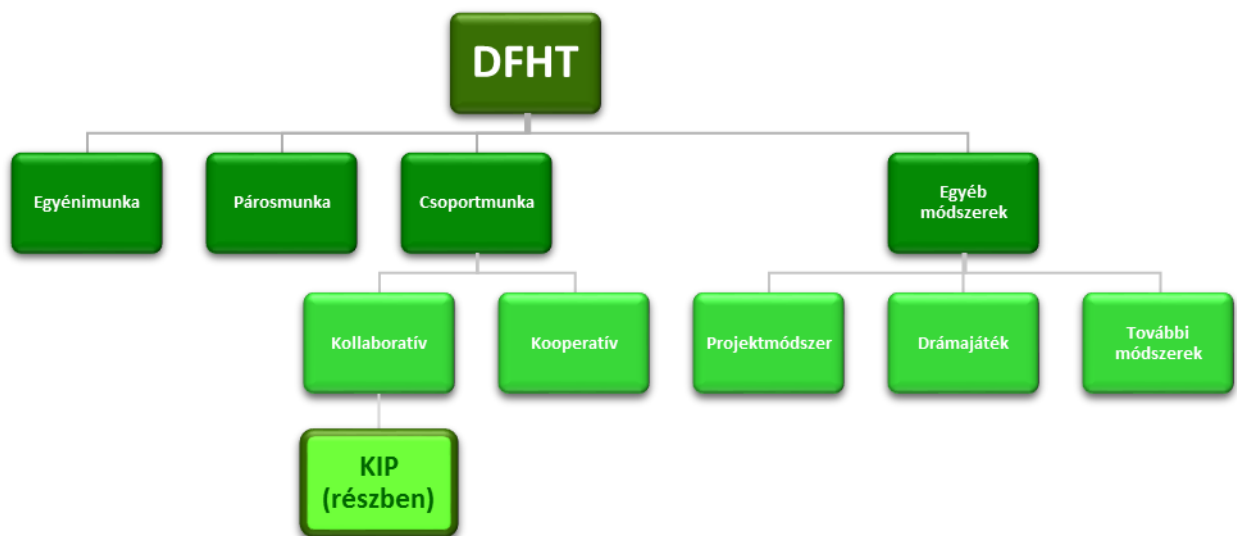 DFHT
Egyénimunka
Párosmunka
Csoportmunka
Egyéb
módszerek
Kollaboratív
Kooperatív
Projektmódszer
Drámajáték
További
módszerek
KIP
(részben)